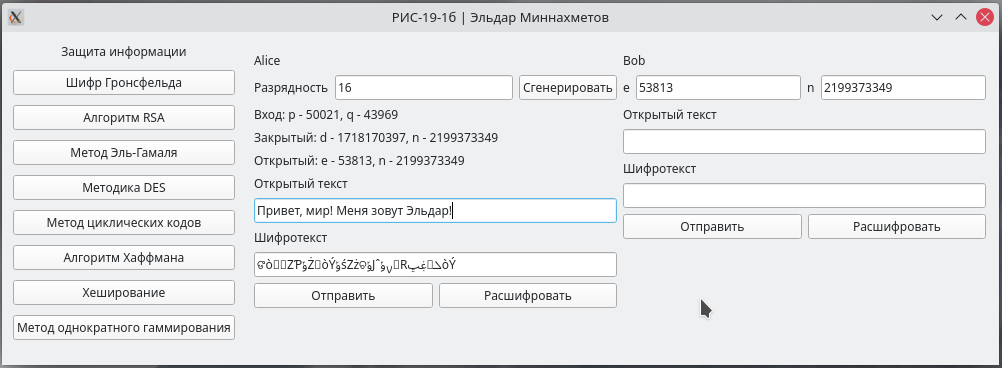 РИС-19-1б | Эльдар Миннахметов
Защита информации
Шифр Гронсфельда
Алгоритм RSA
Метод Эль-Гамаля
Методика DES
Метод циклических кодов
Алгоритм Хаффмана
Хеширование
Метод однократного гаммирования
Alice
Разрядность 16 Сгенерировать
Вход: p - 50021, q - 43969
Закрытый: d - 1718170397, n - 2199373349
Открытый: e - 53813, n - 2199373349
Открытый текст
Привет, мир! Меня зовут Эльдар!
Шифротекст
Отправить Расшифровать
Bob
e 53813 n 2199373349
Открытый текст
Шифротекст
Отправить Расшифровать